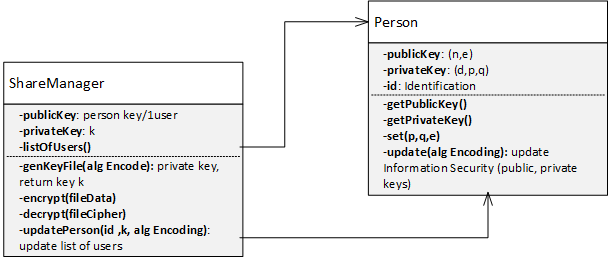 Person
-publicKey: (n,e)
-privateKey: (d,p,q)
-id: Identification
-getPublicKey()
-getPrivateKey()
-set(p,q,e)
-update(alg Encoding): update
Information Security (public, private
keys)
ShareManager
-publicKey: person key/1user
-privateKey: k
-listOfUsers()
-genKeyFile(alg Encode): private key,
return key k
-encrypt(fileData)
-decrypt(fileCipher)
-updatePerson(id ,k, alg Encoding):
update list of users